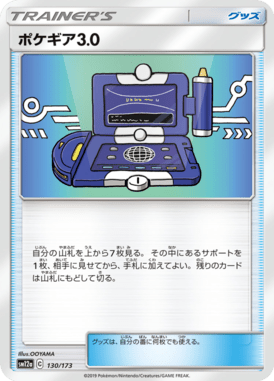 TRAINER'S グッズ
ポケギア3.0
自分の山札を上から7枚見る。その中にあるサポートを
1枚、相手に見せてから、手札に加えてよい。残りのカード
は山札にもどして切る。
グッズは、自分の番に何枚でも使える。
Illus.OOYAMA
SM12a C 130/173
©2019 Pokémon/Nintendo/Creatures/GAME FREAK.